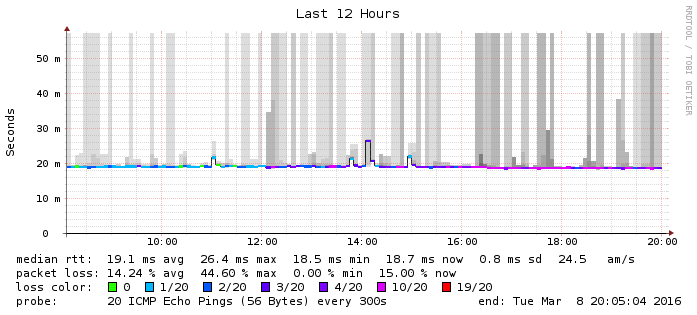 Last 12 Hours
RRDTOOL / TOBI OETIKER
Seconds
50 m
40 m
30 m
20 m
10 m
0
10:00 12:00 14:00 16:00 18:00 20:00
median rtt: 19.1 ms avg 26.4 ms max 18.5 ms min 18.7 ms now 0.8 ms sd 24.5 am/s
packet loss: 14.24 % avg 44.60 % max 0.00 % min 15.00 % now
loss color: 0 1/20 2/20 3/20 4/20 10/20 19/20
probe: 20 ICMP Echo Pings (56 Bytes) every 300s end: Tue Mar 8 20:05:04 2016